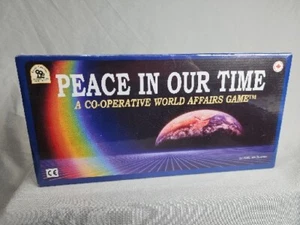 PEACE IN OUR TIME
A CO-OPERATIVE WORLD AFFAIRS GAME™
CE